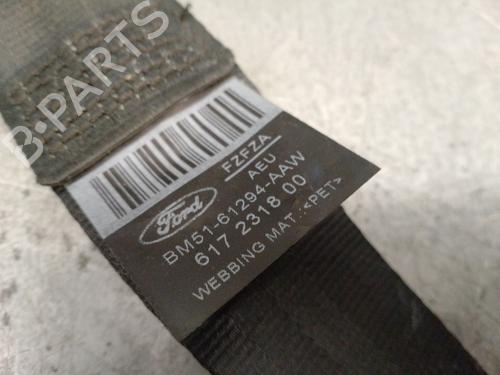 B-PARTS
FZFZA
AEU
Ford
BM51-61294-AAW
617 2318 00
WEBBING MAT.:<PET>